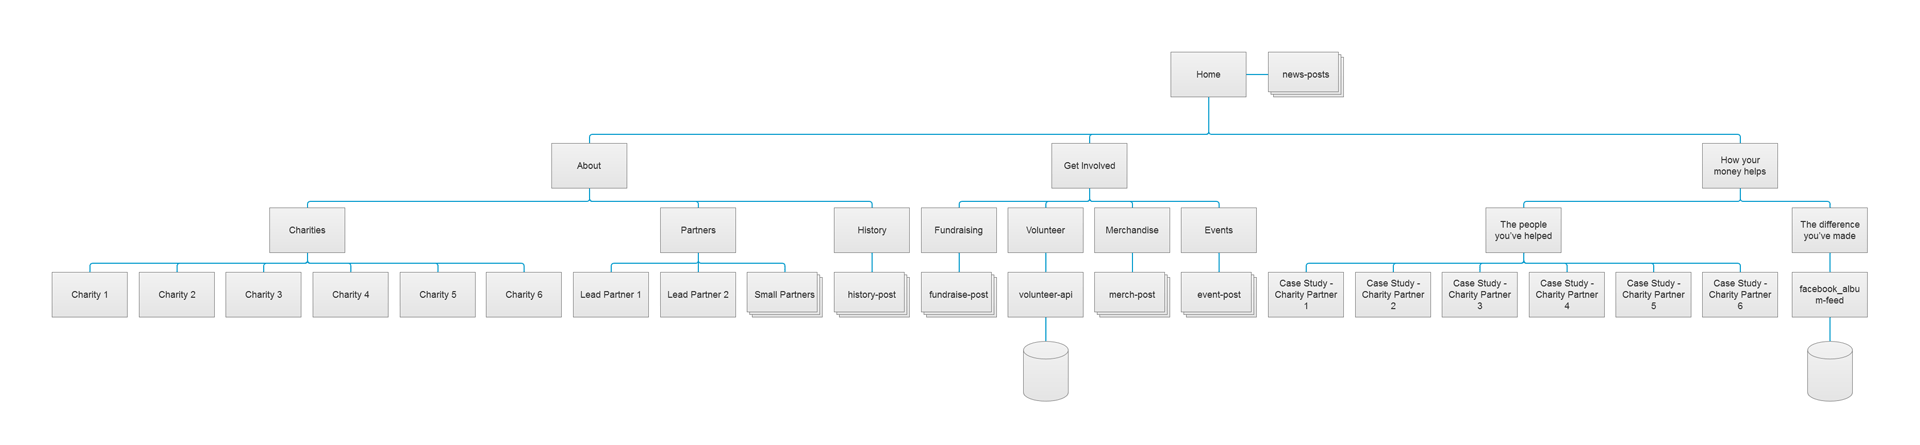 Home
news-posts
About
Get Involved
How your
money helps
Charities
Partners
History
Fundraising
Volunteer
Merchandise
Events
The people
you've helped
The difference
you've made
Charity 1
Charity 2
Charity 3
Charity 4
Charity 5
Charity 6
Lead Partner 1
Lead Partner 2
Small Partners
history-post
fundraise-post
volunteer-api
merch-post
event-post
Case Study -
Charity Partner
1
Case Study -
Charity Partner
2
Case Study -
Charity Partner
3
Case Study -
Charity Partner
4
Case Study -
Charity Partner
5
Case Study -
Charity Partner
6
facebook_albu
m-feed